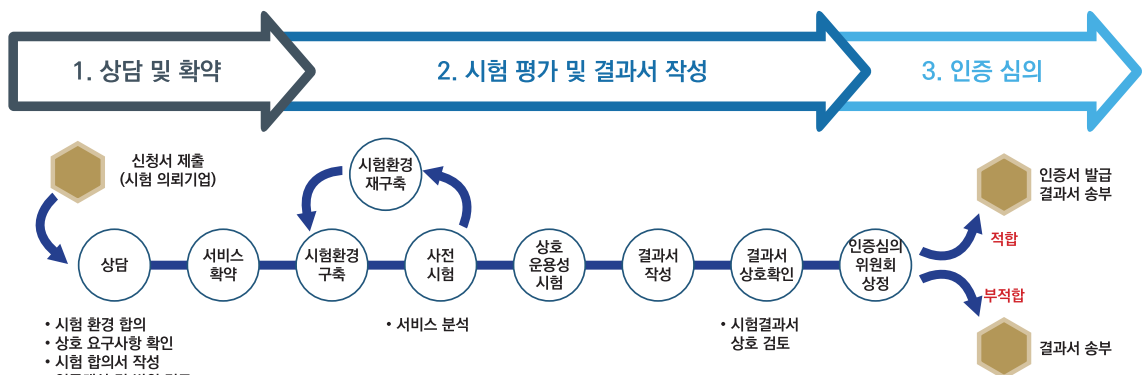 1. 상담 및 확약
2. 시험 평가 및 결과서 작성
3. 인증 심의
신청서 제출
(시험 의뢰기업)
시험환경
재구축
인증서 발급
결과서 송부
적합
상담
서비스
확약
시험환경
구축
사전
시험
상호
운용성
시험
결과서
작성
결과서
상호확인
인증심의
위원회
상정
부적합
• 시험 환경 합의
• 상호 요구사항 확인
• 시험 합의서 작성
• 서비스 분석
• 시험결과서
상호 검토
결과서 송부